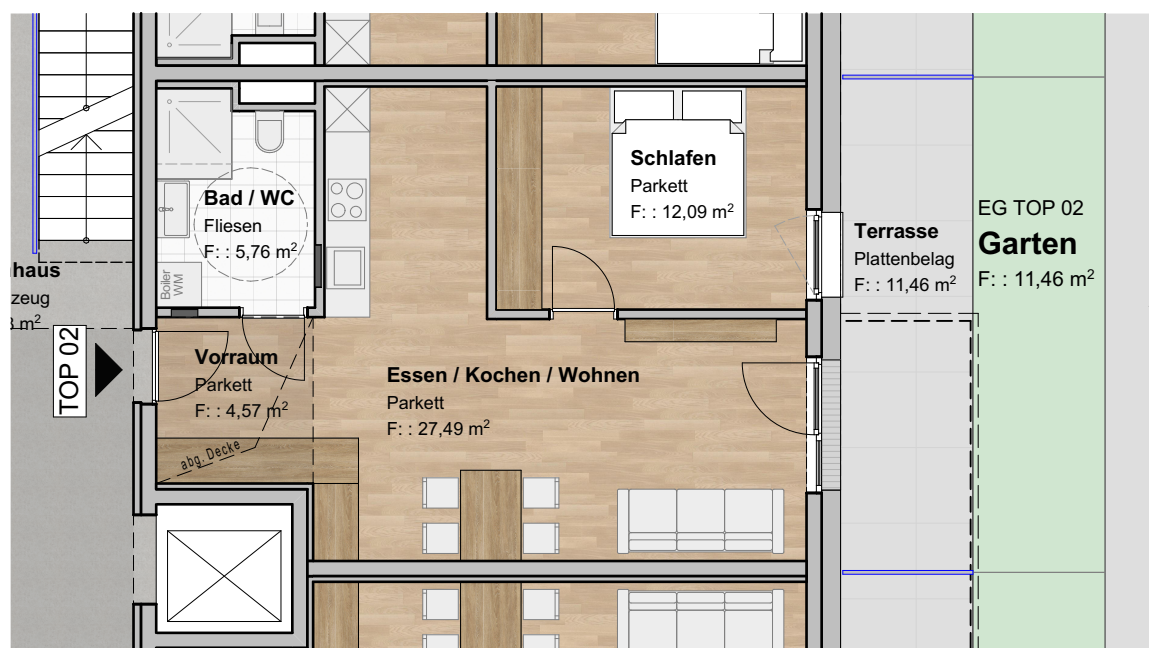 Schlafen
Parkett
F: : 12,09 m²
Bad / WC
Fliesen
F: : 5,76 m²
Boiler
WM
EG TOP 02
Garten
F: : 11,46 m²
Terrasse
Plattenbelag
F: : 11,46 m²
nhaus
zeug
m²
TOP 02
Vorraum
Parkett
F: : 4,57 m²
abg. Decke
Essen / Kochen / Wohnen
Parkett
F: : 27,49 m²